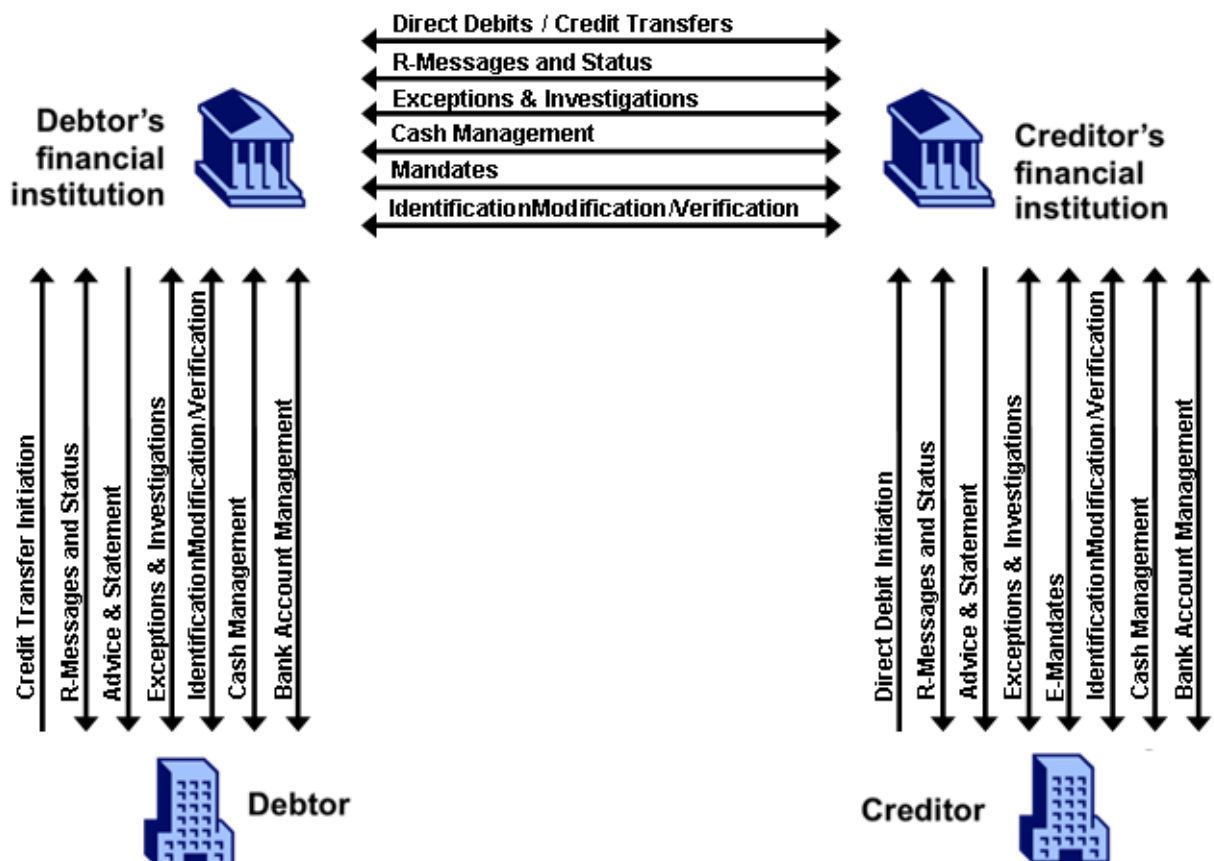 Direct Debits / Credit Transfers
R-Messages and Status
Exceptions & Investigations
Cash Management
Mandates
IdentificationModification/Verification
Debtor's
financial
institution
Creditor's
financial
institution
Credit Transfer Initiation
R-Messages and Status
Advice & Statement
Exceptions & Investigations
IdentificationModification/Verification
Cash Management
Bank Account Management
Direct Debit Initiation
R-Messages and Status
Advice & Statement
Exceptions & Investigations
E-Mandates
IdentificationModification/Verification
Cash Management
Bank Account Management
Debtor
Creditor